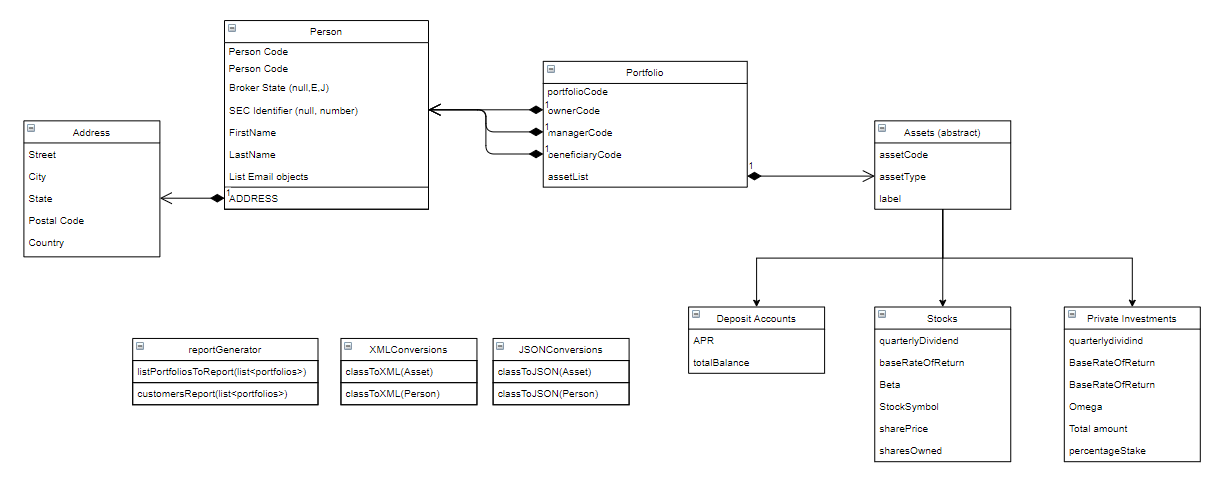 Person
Person Code
Person Code
Broker State (null,E,J)
SEC Identifier (null, number)
FirstName
LastName
List Email objects
1
ADDRESS
Portfolio
portfolioCode
1
ownerCode
1
managerCode
1
beneficiaryCode
assetList
1
Address
Street
City
State
Postal Code
Country
Assets (abstract)
assetCode
assetType
label
Deposit Accounts
APR
totalBalance
Stocks
quarterlyDividend
baseRateOfReturn
Beta
StockSymbol
sharePrice
sharesOwned
Private Investments
quarterlydividind
BaseRateOfReturn
BaseRateOfReturn
Omega
Total amount
percentageStake
reportGenerator
listPortfoliosToReport(list<portfolios>)
customersReport(list<portfolios>)
XMLConversions
classToXML(Asset)
classToXML(Person)
JSONConversions
classToJSON(Asset)
classToJSON(Person)